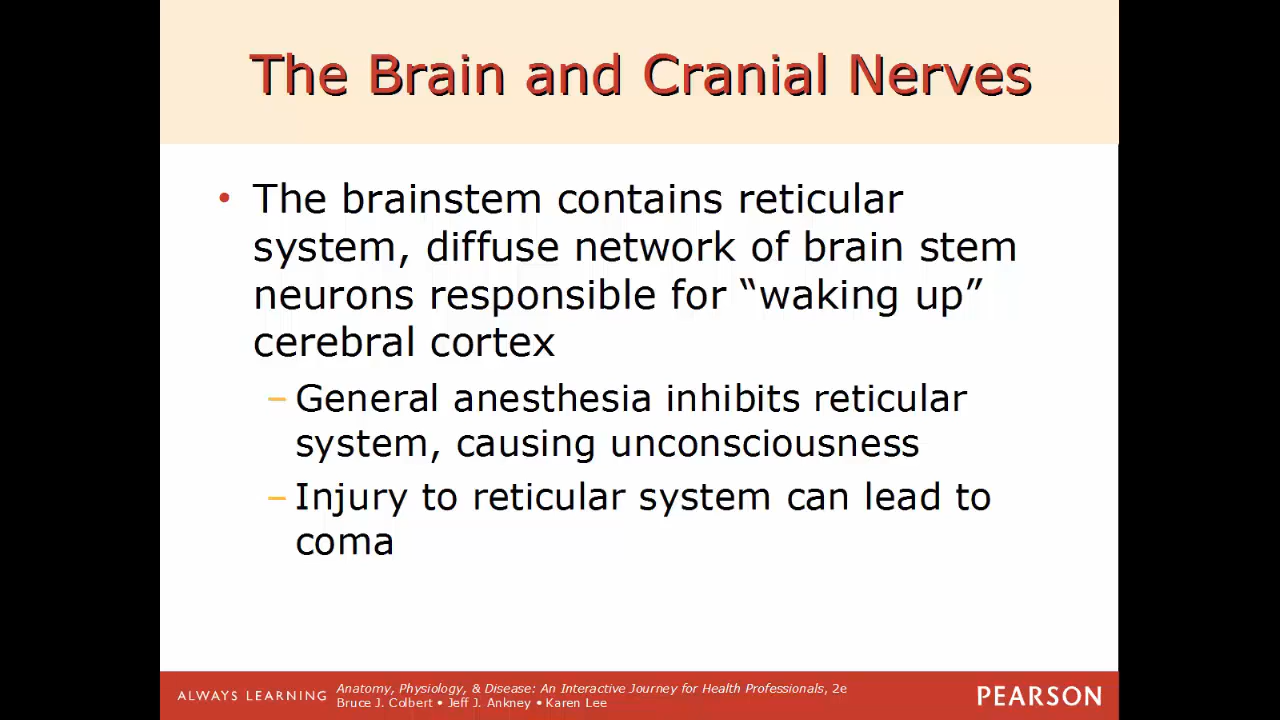 The Brain and Cranial Nerves
• The brainstem contains reticular
system, diffuse network of brain stem
neurons responsible for “waking up”
cerebral cortex
– General anesthesia inhibits reticular
system, causing unconsciousness
– Injury to reticular system can lead to
coma
ALWAYS LEARNING
Anatomy, Physiology, & Disease: An Interactive Journey for Health Professionals, 2e
Bruce J. Colbert • Jeff J. Ankney • Karen Lee
PEARSON